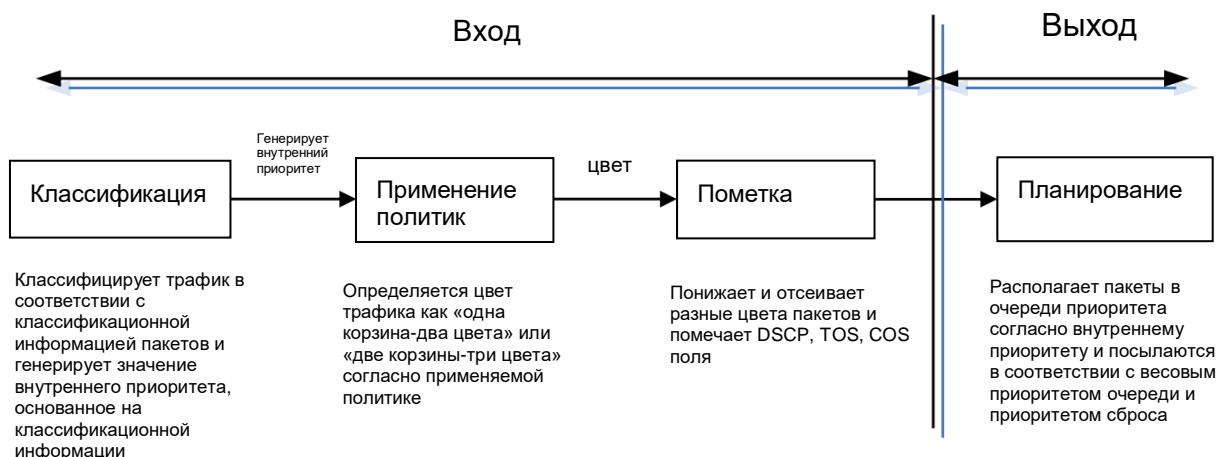 Вход
Выход
Генерирует
внутренний
приоритет
цвет
Классификация
Применение
политик
Пометка
Планирование
Классифицирует трафик в
соответствии с
классификационной
информацией пакетов и
генерирует значение
внутреннего приоритета,
основанное на
классификационной
информации
Определяется цвет
трафика как «одна
корзина-два цвета» или
«две корзины-три цвета»
согласно применяемой
политике
Понижает и отсеивает
разные цвета пакетов и
помечает DSCP, TOS, COS
поля
Располагает пакеты в
очереди приоритета
согласно внутреннему
приоритету и посылаются
в соответствии с весовым
приоритетом очереди и
приоритетом сброса